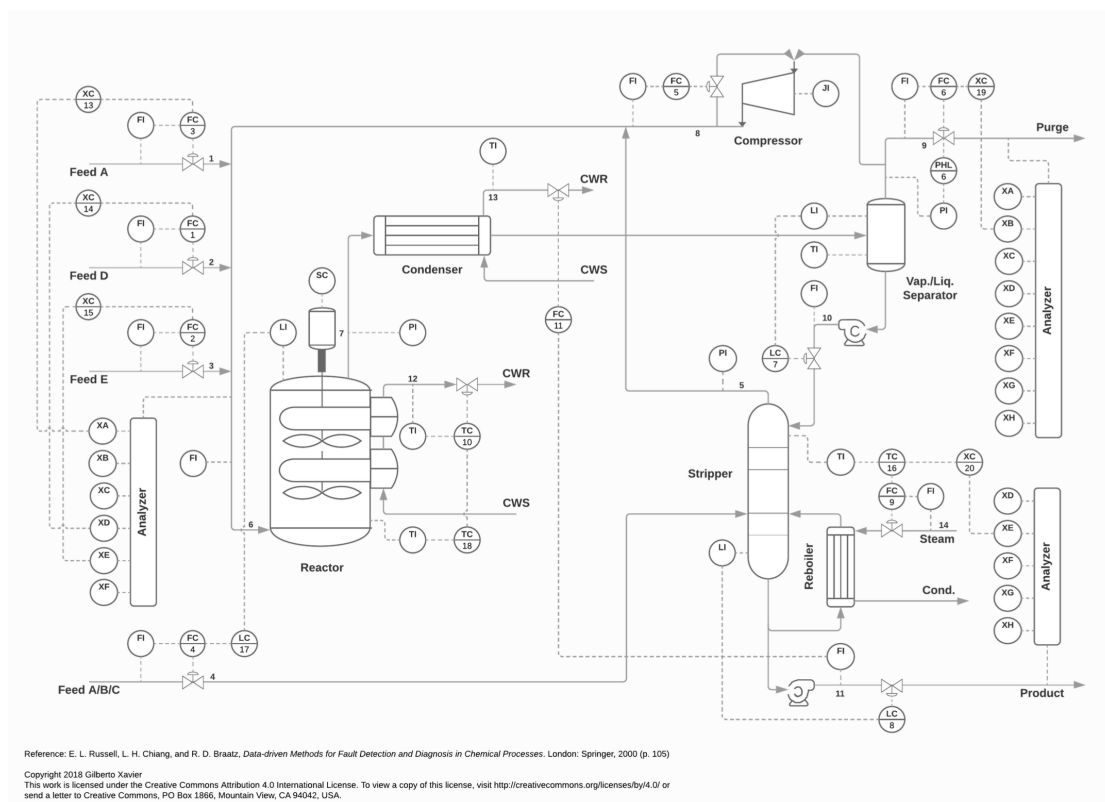 XC
13
FI
FC
3
1
Feed A
XC
14
FI
FC
1
2
Feed D
XC
15
FI
FC
2
3
Feed E
XA
XB
XC
XD
XE
XF
Analyzer
FI
6
FI
FC
4
LC
17
4
Feed A/B/C
SC
LI
7
PI
Reactor
12
CWR
TI
TC
10
CWS
TI
TC
18
TI
13
CWR
Condenser
CWS
FC
11
FI
FC
5
8
JI
Compressor
FI
FC
6
XC
19
9
Purge
PHL
6
PI
LI
TI
FI
Vap./Liq.
Separator
10
LC
7
PI
5
Stripper
TI
TC
16
XC
20
FC
9
FI
14
Steam
LI
Reboiler
Cond.
FI
11
LC
8
Product
XA
XB
XC
XD
XE
XF
XG
XH
Analyzer
XD
XE
XF
XG
XH
Analyzer
C
C
Reference: E. L. Russell, L. H. Chiang, and R. D. Braatz, Data-driven Methods for Fault Detection and Diagnosis in Chemical Processes. London: Springer, 2000 (p. 105)
Copyright 2018 Gilberto Xavier
This work is licensed under the Creative Commons Attribution 4.0 International License. To view a copy of this license, visit http://creativecommons.org/licenses/by/4.0/ or
send a letter to Creative Commons, PO Box 1866, Mountain View, CA 94042, USA.